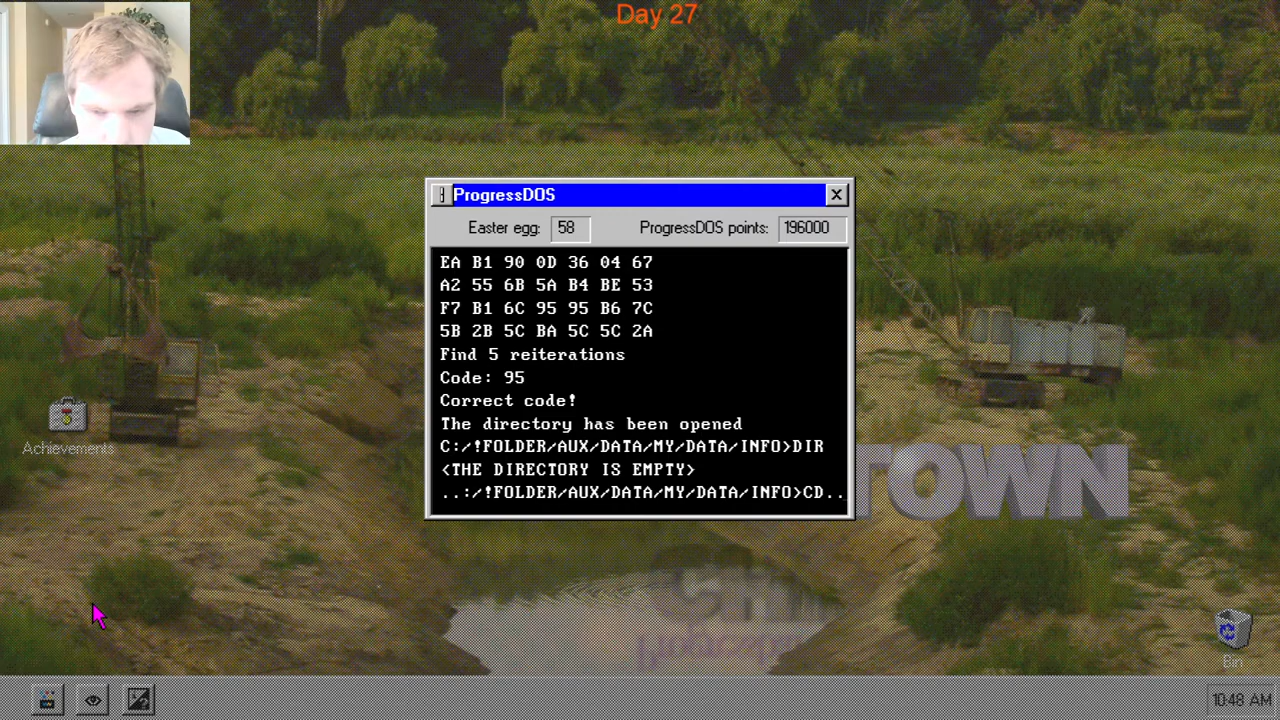 Day 27
ProgressDOS
Easter egg: 58 ProgressDOS points: 196000
EA B1 90 0D 36 04 67
A2 55 6B 5A B4 BE 53
F7 B1 6C 95 95 B6 7C
5B 2B 5C BA 5C 5C 2A
Find 5 reiterations
Code: 95
Correct code!
The directory has been opened
C:/!FOLDER/AUX/DATA/MY/DATA/INFO>DIR
<THE DIRECTORY IS EMPTY>
..:/!FOLDER/AUX/DATA/MY/DATA/INFO>CD.._
Achievements
TOWN
Bin
10:48 AM